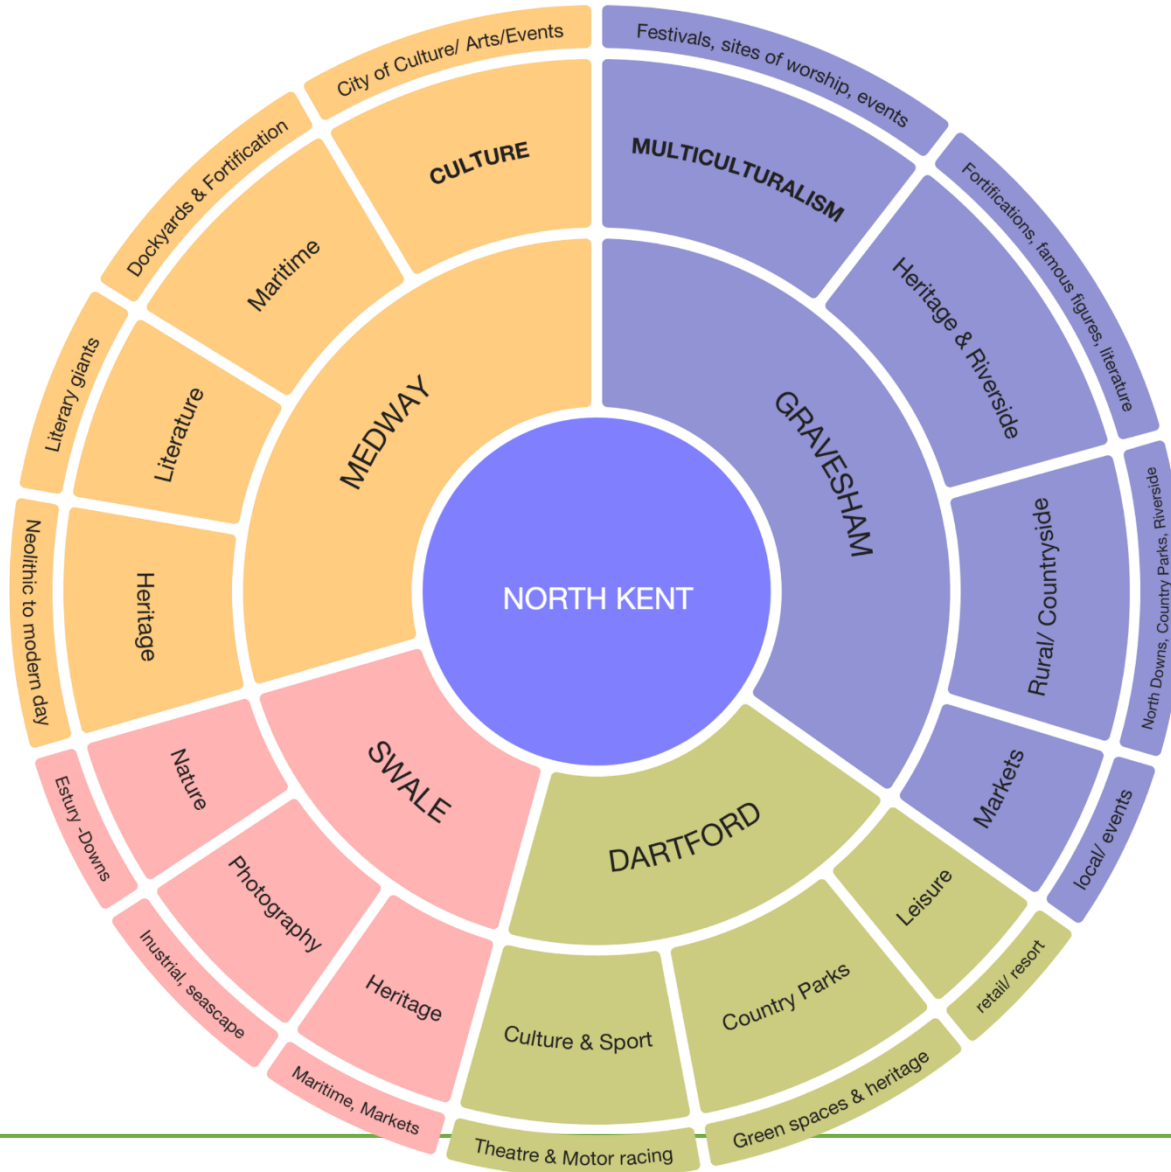 NORTH KENT
GRAVESHAM
MULTICULTURALISM
Festivals, sites of worship, events
Heritage & Riverside
Fortifications, famous figures, literature
Rural/ Countryside
North Downs, Country Parks, Riverside
Markets
local/ events
DARTFORD
Leisure
retail/ resort
Country Parks
Green spaces & heritage
Culture & Sport
Theatre & Motor racing
SWALE
Heritage
Maritime, Markets
Photography
Inustrial, seascape
Nature
Estury -Downs
MEDWAY
Heritage
Neolithic to modern day
Literature
Literary giants
Maritime
Dockyards & Fortification
CULTURE
City of Culture/ Arts/Events